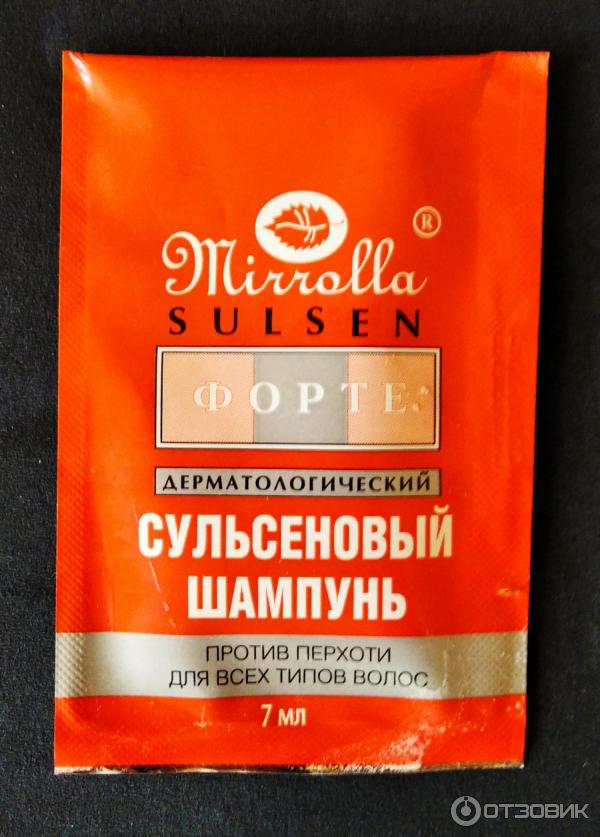 Mirrolla ®
SULSEN
ФОРТЕ
ДЕРМАТОЛОГИЧЕСКИЙ
СУЛЬСЕНОВЫЙ
ШАМПУНЬ
ПРОТИВ ПЕРХОТИ
ДЛЯ ВСЕХ ТИПОВ ВОЛОС
7 мл
ОТЗОВИК